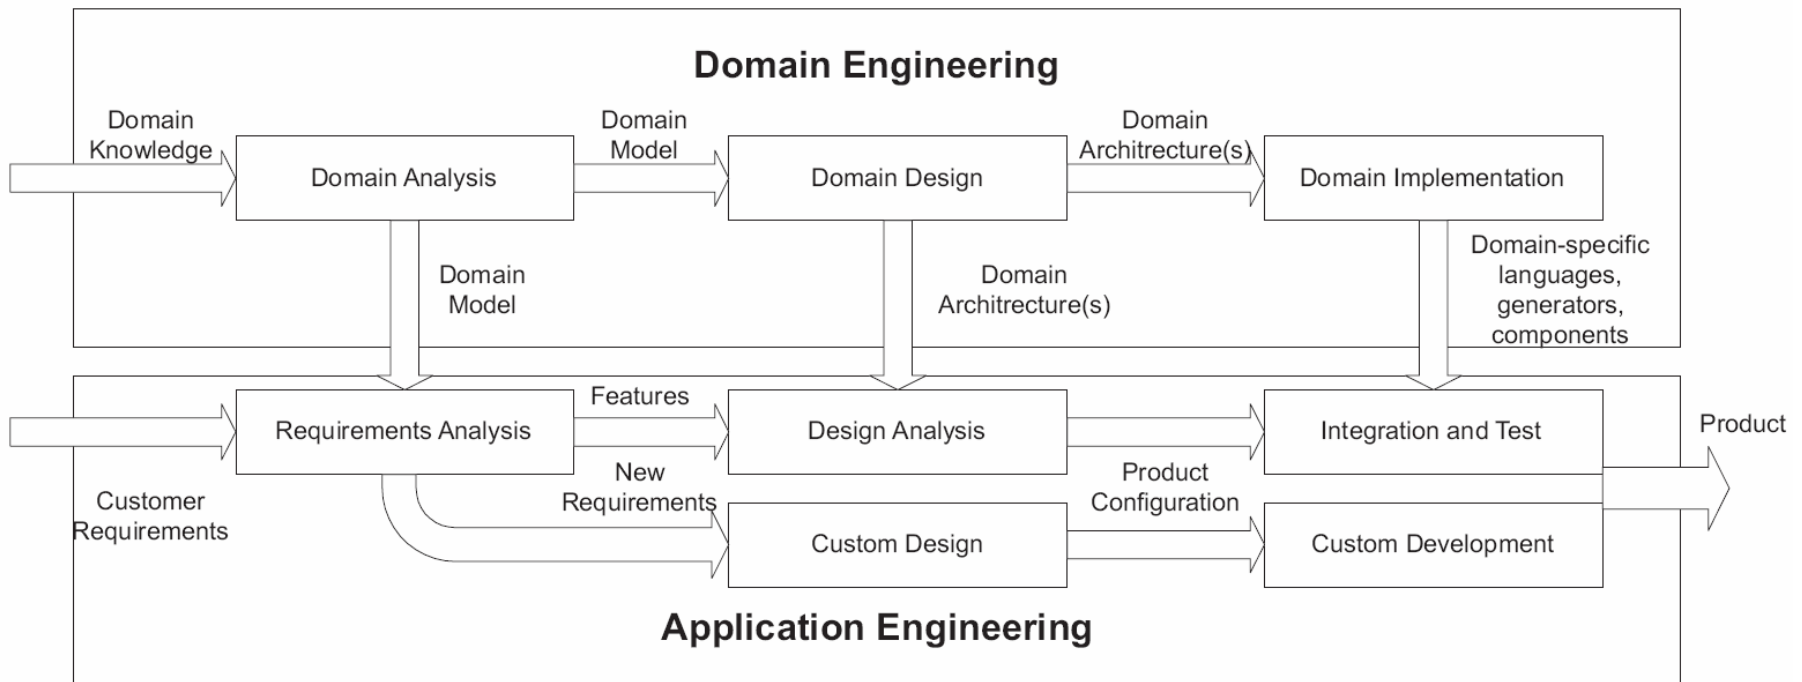 Domain Engineering
Domain
Knowledge
Domain
Model
Domain
Architrecture(s)
Domain Analysis
Domain Design
Domain Implementation
Domain
Model
Domain
Architrecture(s)
Domain-specific
languages,
generators,
components
Features
Requirements Analysis
Design Analysis
Integration and Test
Product
Customer
Requirements
New
Requirements
Product
Configuration
Custom Design
Custom Development
Application Engineering